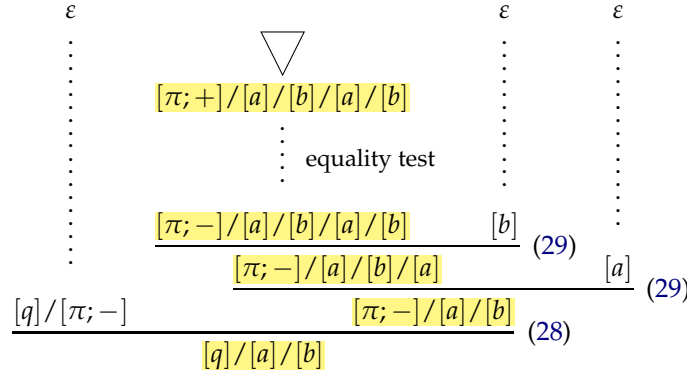 ε ε ε
[π; +]/[a]/[b]/[a]/[b]
equality test
[π; −]/[a]/[b]/[a]/[b] [b] (29)
[π; −]/[a]/[b]/[a] [a] (29)
[q]/[π; −] [π; −]/[a]/[b] (28)
[q]/[a]/[b]